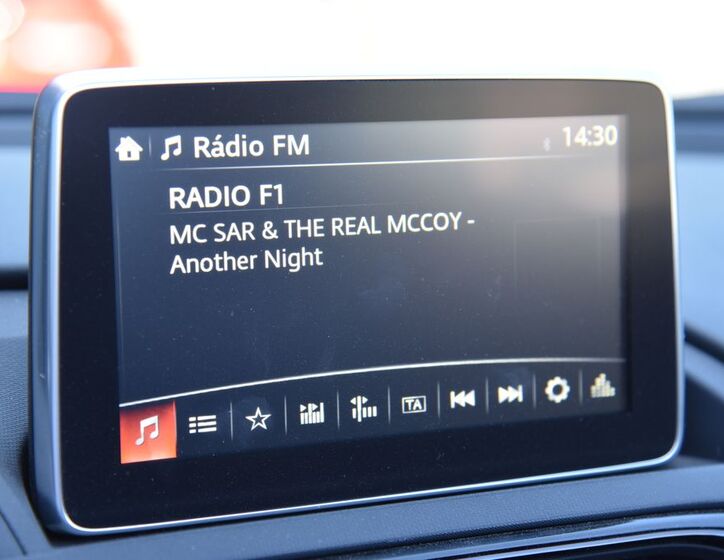 Rádio FM
14:30
RADIO F1
MC SAR & THE REAL MCCOY -
Another Night
TA